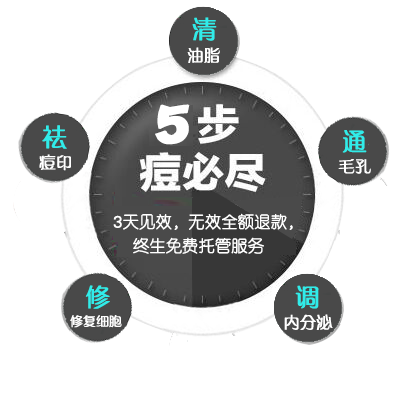 清
油脂
5步
痘必尽
3天见效，无效全额退款，
终生免费托管服务
通
毛孔
调
内分泌
修
修复细胞
祛
痘印